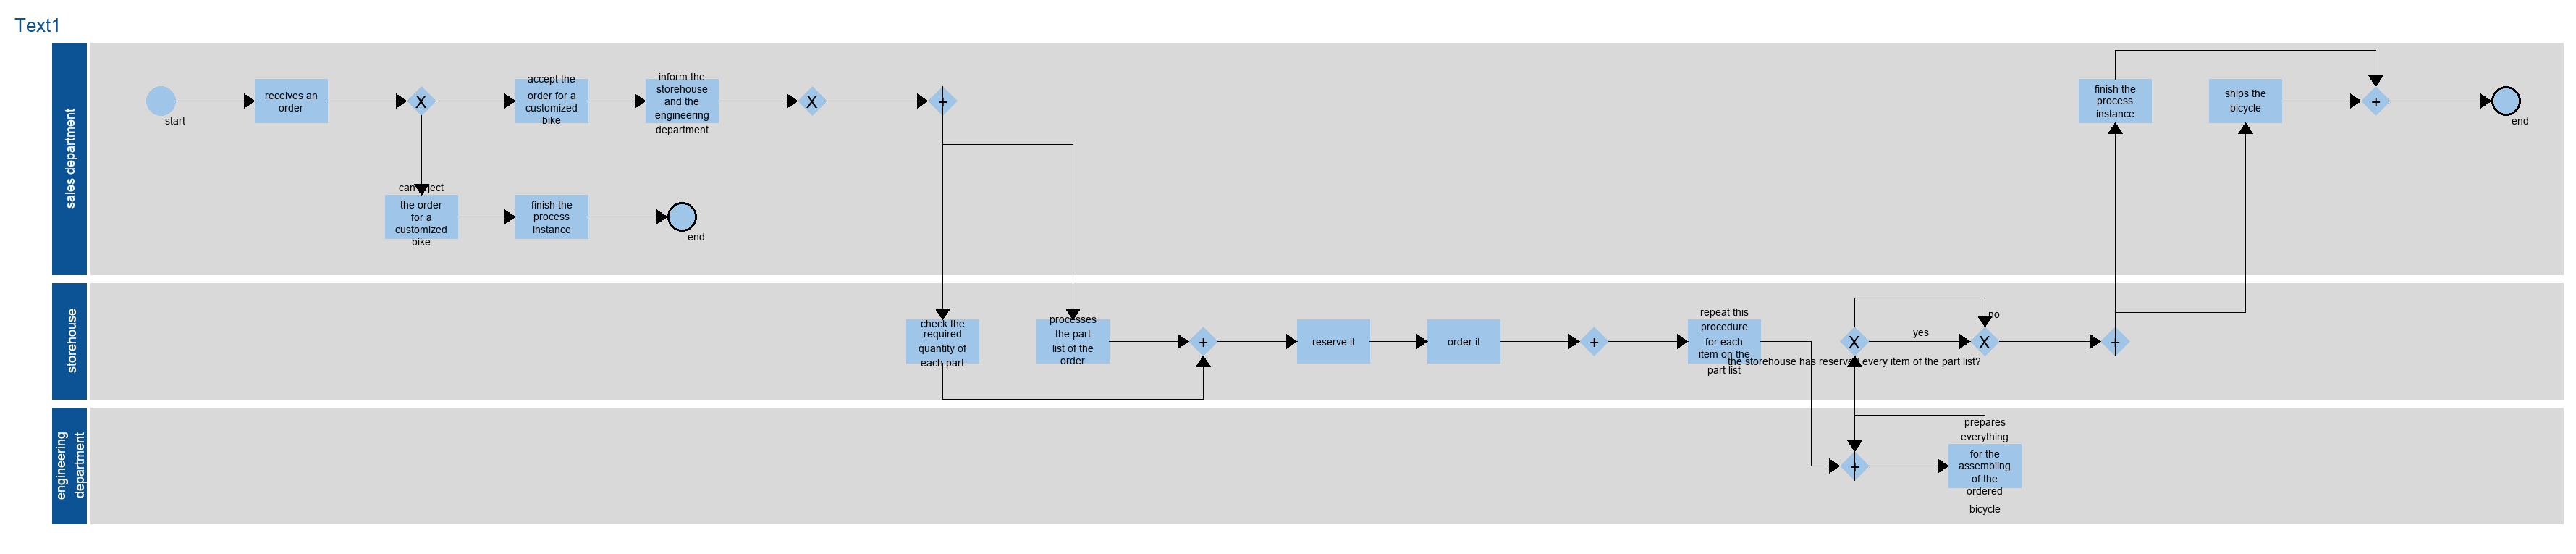 Text1
sales department
start
receives an
order
X
accept the
order for a
customized
bike
inform the
storehouse
and the
engineering
department
X
+
can reject
the order
for a
customized
bike
finish the
process
instance
end
finish the
process
instance
ships the
bicycle
+
end
storehouse
check the
required
quantity of
each part
processes
the part
list of the
order
+
reserve it
order it
+
repeat this
procedure
for each
item on the
part list
X
the storehouse has reserved every item of the part list?
yes
no
X
+
engineering
department
+
prepares
everything
for the
assembling
of the
ordered
bicycle